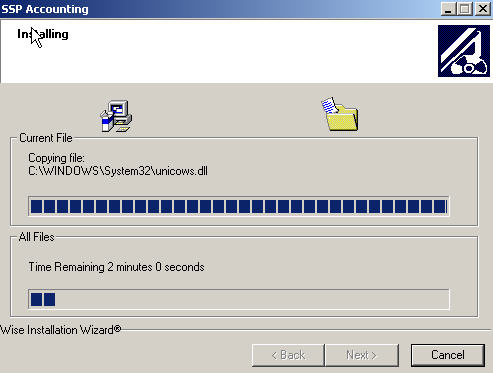 SSP Accounting
Installing
Current File
Copying file:
C:\WINDOWS\System32\unicows.dll
All Files
Time Remaining 2 minutes 0 seconds
Wise Installation Wizard®
< Back
Next >
Cancel